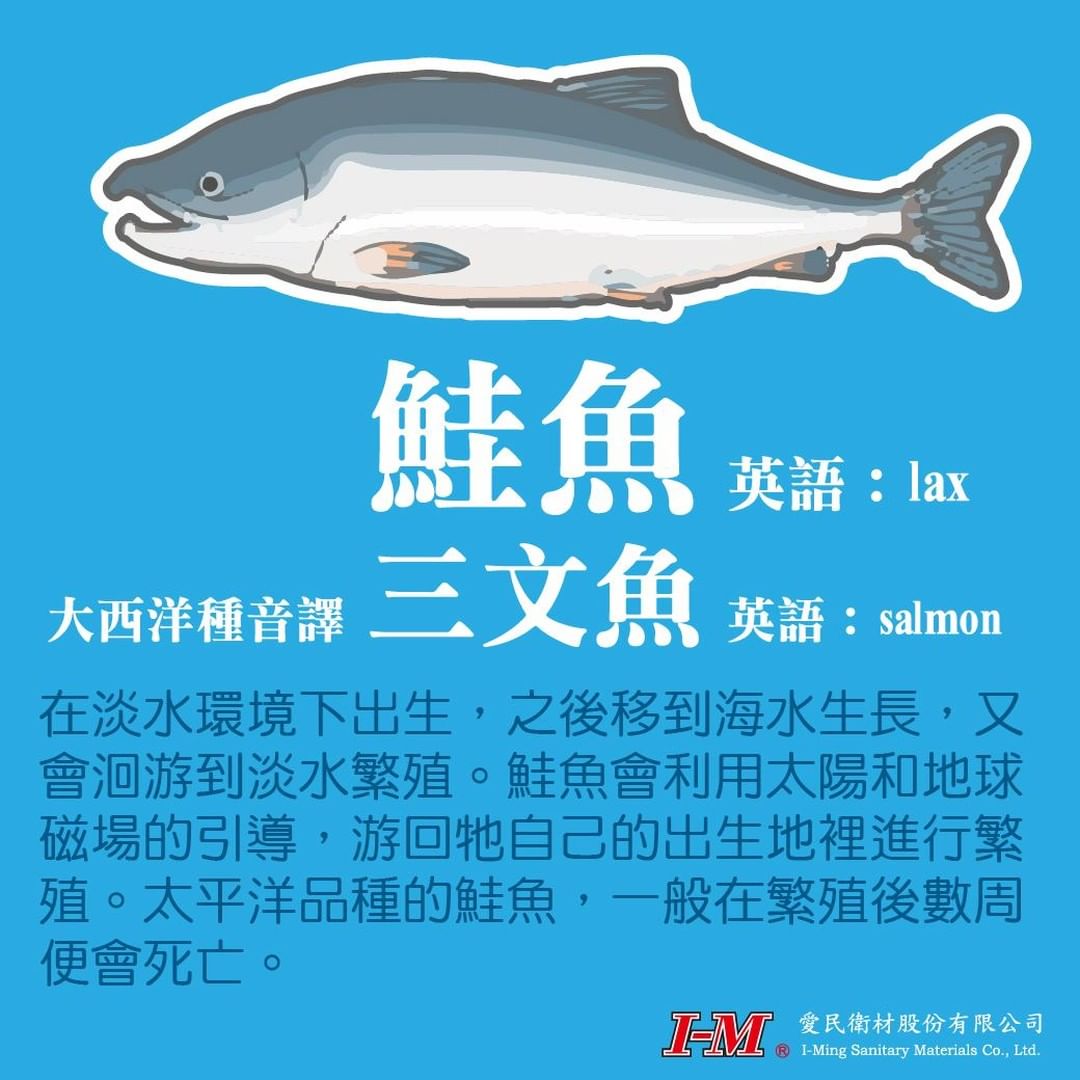 鮭魚 英語：lax
大西洋種音譯 三文魚 英語：salmon
在淡水環境下出生，之後移到海水生長，又
會洄游到淡水繁殖。鮭魚會利用太陽和地球
磁場的引導，游回牠自己的出生地裡進行繁
殖。太平洋品種的鮭魚，一般在繁殖後數周
便會死亡。
I-M® 愛民衛材股份有限公司
I-Ming Sanitary Materials Co., Ltd.